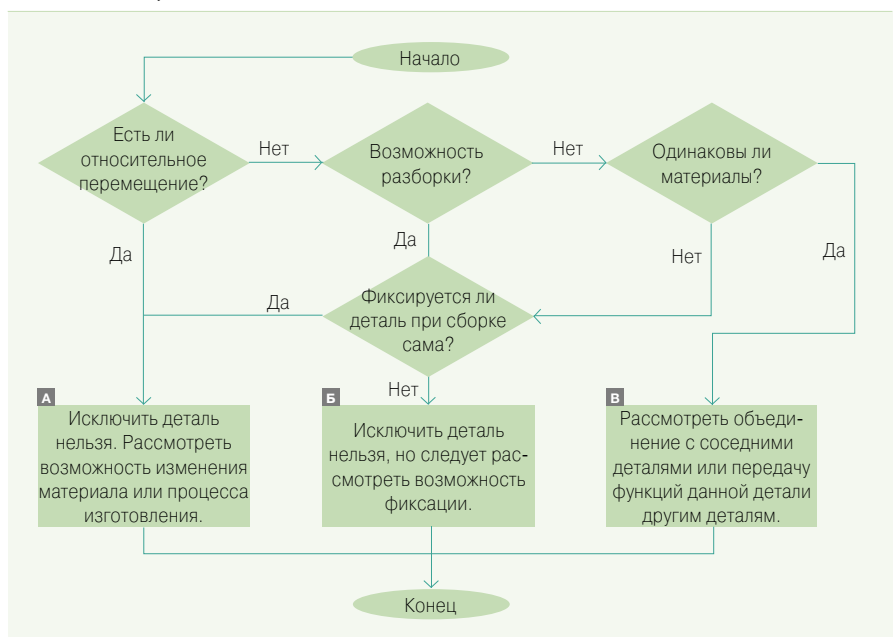 Начало
Есть ли
относительное
перемещение?
Нет
Возможность
разборки?
Нет
Одинаковы ли
материалы?
Да
Да
Нет
Да
Да
Фиксируется ли
деталь при сборке
сама?
Нет
А
Исключить деталь
нельзя. Рассмотреть
возможность изменения
материала или процесса
изготовления.
Б
Исключить деталь
нельзя, но следует рас-
смотреть возможность
фиксации.
В
Рассмотреть объеди-
нение с соседними
деталями или передачу
функций данной детали
другим деталям.
Конец